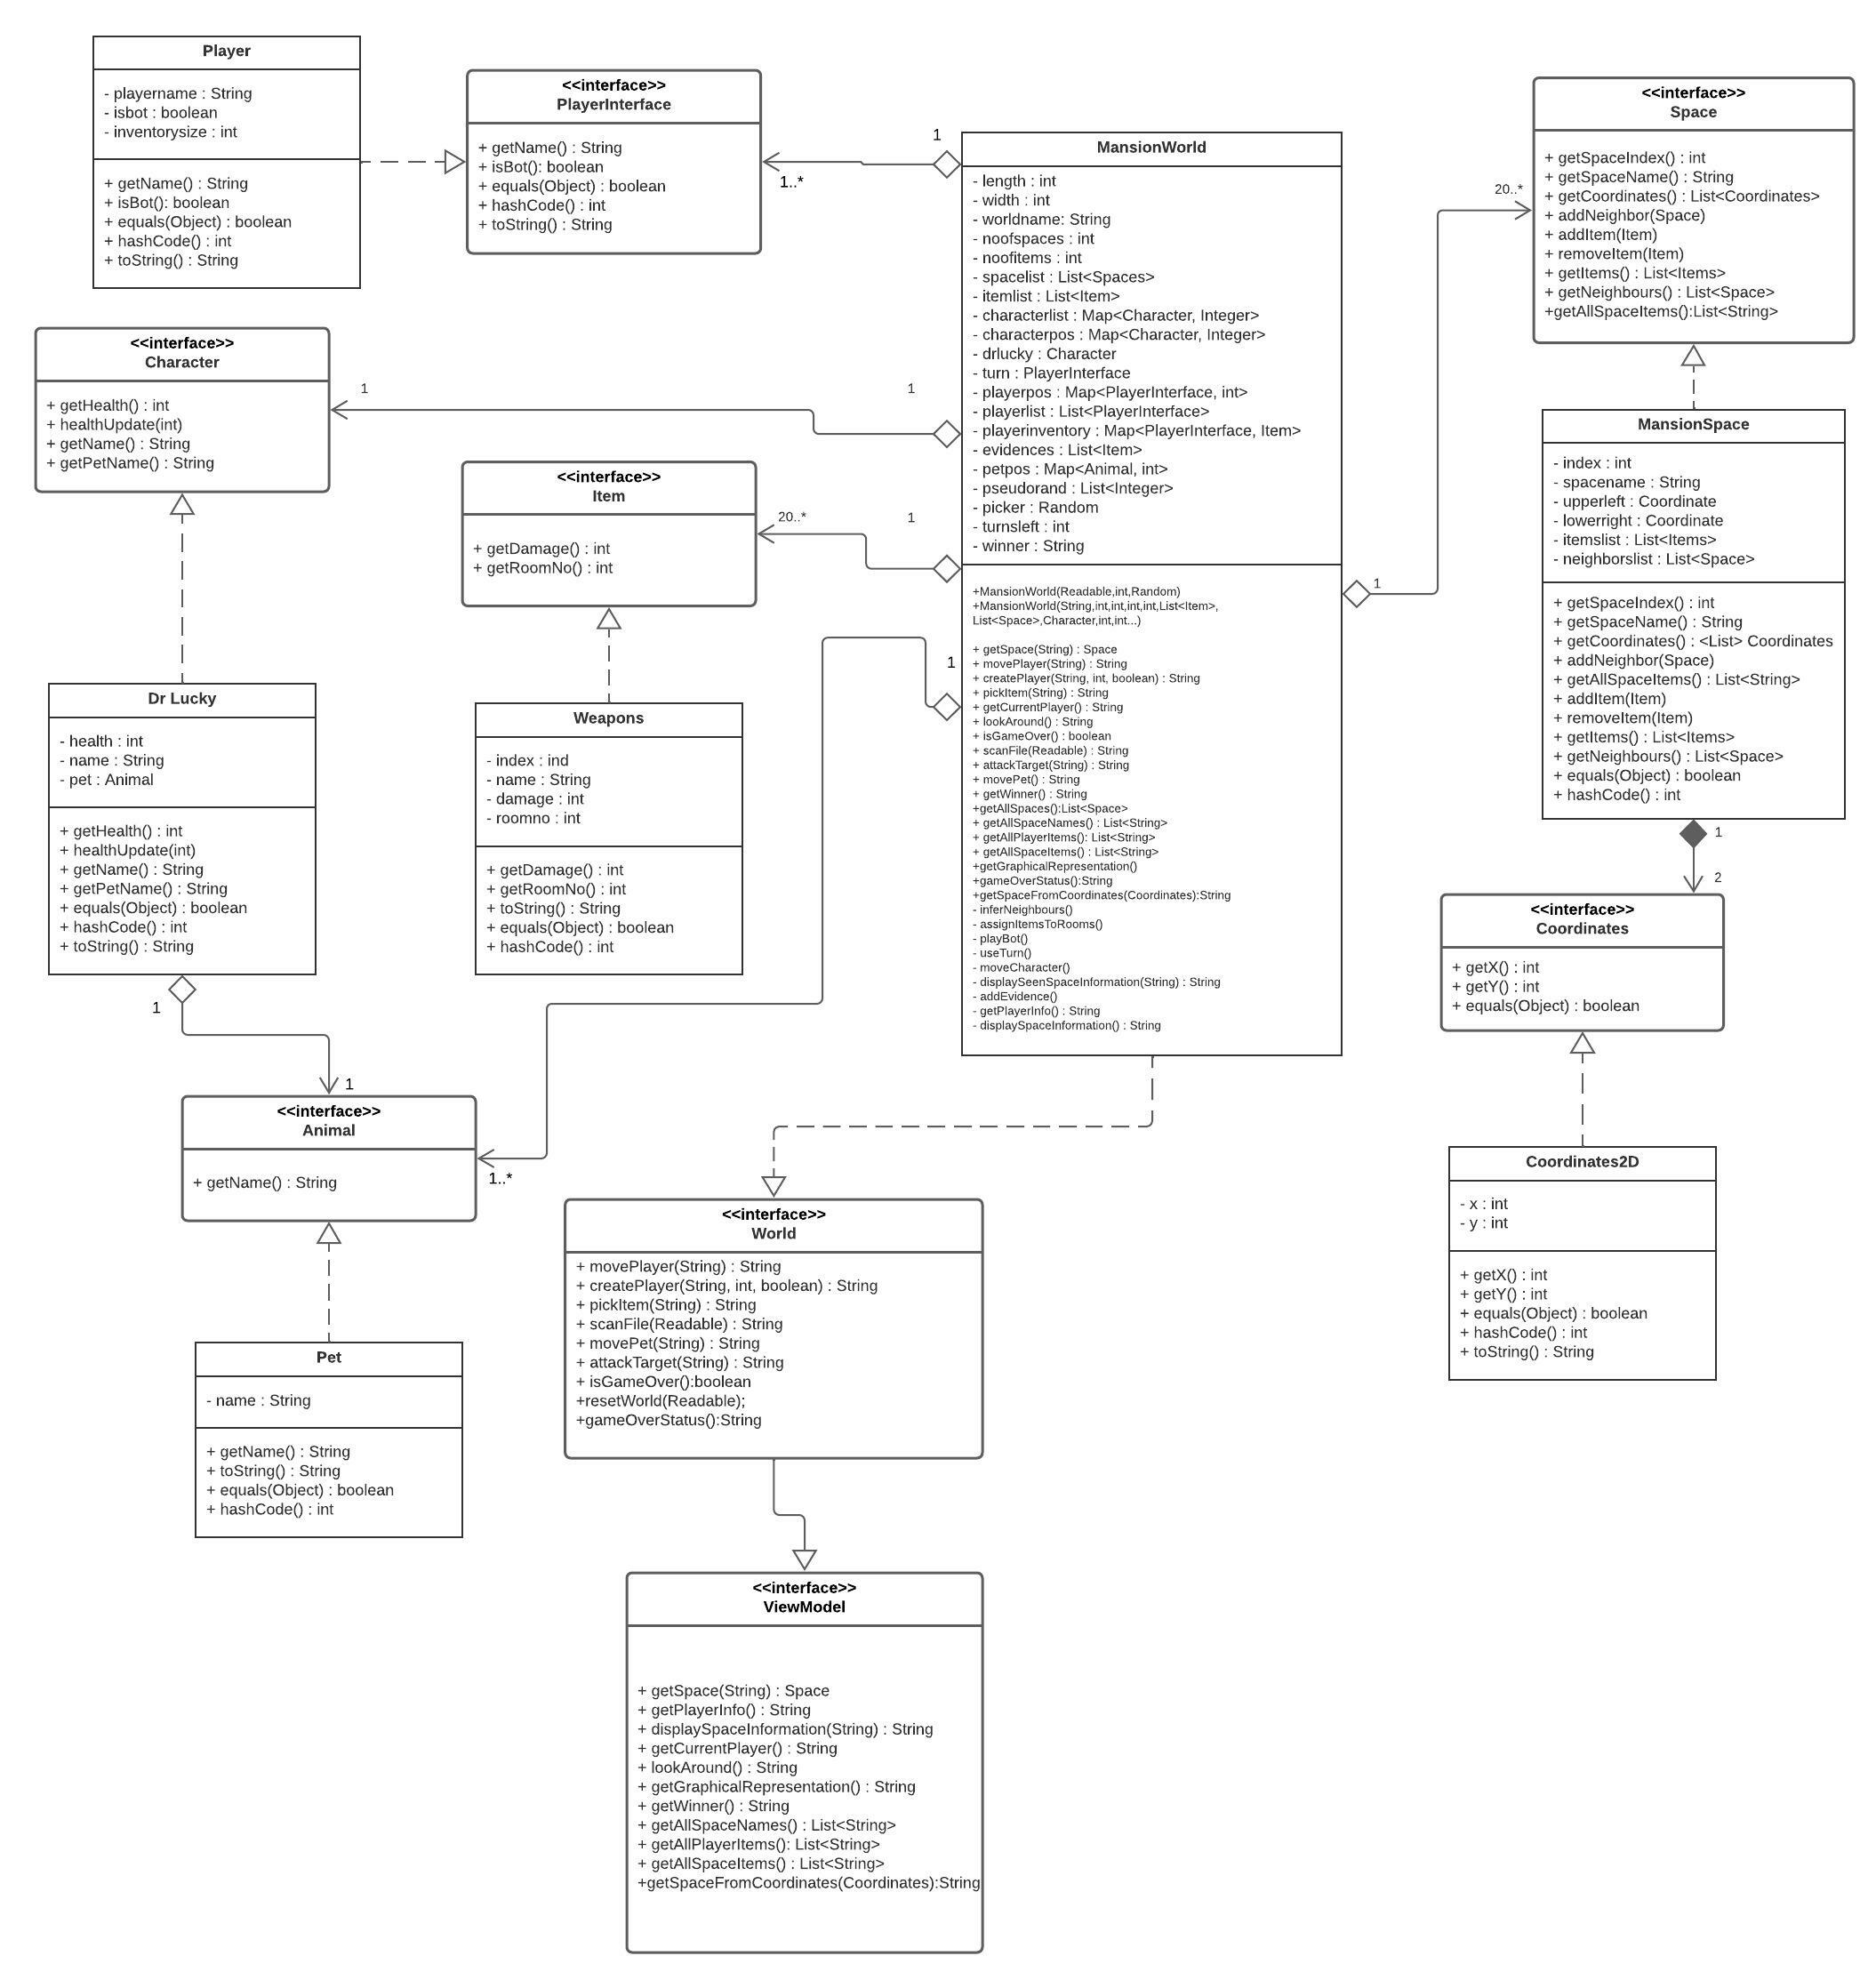 Player
- playername : String
- isbot : boolean
- inventorysize : int
+ getName() : String
+ isBot(): boolean
+ equals(Object) : boolean
+ hashCode() : int
+ toString() : String
<<interface>>
PlayerInterface
+ getName() : String
+ isBot(): boolean
+ equals(Object) : boolean
+ hashCode() : int
+ toString() : String
1
1..*
MansionWorld
- length : int
- width : int
- worldname: String
- noofspaces : int
- noofitems : int
- spacelist : List<Spaces>
- itemlist : List<Item>
- characterlist : Map<Character, Integer>
- characterpos : Map<Character, Integer>
- drlucky : Character
- turn : PlayerInterface
- playerpos : Map<PlayerInterface, int>
- playerlist : List<PlayerInterface>
- playerinventory : Map<PlayerInterface, Item>
- evidences : List<Item>
- petpos : Map<Animal, int>
- pseudorand : List<Integer>
- picker : Random
- turnsleft : int
- winner : String
+MansionWorld(Readable,int,Random)
+MansionWorld(String,int,int,int,int,List<Item>,
List<Space>,Character,int,int...)
+ getSpace(String) : Space
+ movePlayer(String) : String
+ createPlayer(String, int, boolean) : String
+ pickItem(String) : String
+ getCurrentPlayer() : String
+ lookAround() : String
+ isGameOver() : boolean
+ scanFile(Readable) : String
+ attackTarget(String) : String
+ movePet() : String
+ getWinner() : String
+getAllSpaces():List<Space>
+ getAllSpaceNames() : List<String>
+ getAllPlayerItems(): List<String>
+ getAllSpaceItems() : List<String>
+getGraphicalRepresentation()
+gameOverStatus():String
+getSpaceFromCoordinates(Coordinates):String
- inferNeighbours()
- assignItemsToRooms()
- playBot()
- useTurn()
- moveCharacter()
- displaySeenSpaceInformation(String) : String
- addEvidence()
- getPlayerInfo() : String
- displaySpaceInformation() : String
1
20..*
<<interface>>
Space
+ getSpaceIndex() : int
+ getSpaceName() : String
+ getCoordinates() : List<Coordinates>
+ addNeighbor(Space)
+ addItem(Item)
+ removeItem(Item)
+ getItems() : List<Items>
+ getNeighbours() : List<Space>
+getAllSpaceItems():List<String>
MansionSpace
- index : int
- spacename : String
- upperleft : Coordinate
- lowerright : Coordinate
- itemslist : List<Items>
- neighborslist : List<Space>
+ getSpaceIndex() : int
+ getSpaceName() : String
+ getCoordinates() : <List> Coordinates
+ addNeighbor(Space)
+ getAllSpaceItems() : List<String>
+ addItem(Item)
+ removeItem(Item)
+ getItems() : List<Items>
+ getNeighbours() : List<Space>
+ equals(Object) : boolean
+ hashCode() : int
1
2
<<interface>>
Coordinates
+ getX() : int
+ getY() : int
+ equals(Object) : boolean
Coordinates2D
- x : int
- y : int
+ getX() : int
+ getY() : int
+ equals(Object) : boolean
+ hashCode() : int
+ toString() : String
<<interface>>
Character
+ getHealth() : int
+ healthUpdate(int)
+ getName() : String
+ getPetName() : String
1
1
<<interface>>
Item
+ getDamage() : int
+ getRoomNo() : int
20..*
1
1
Dr Lucky
- health : int
- name : String
- pet : Animal
+ getHealth() : int
+ healthUpdate(int)
+ getName() : String
+ getPetName() : String
+ equals(Object) : boolean
+ hashCode() : int
+ toString() : String
Weapons
- index : ind
- name : String
- damage : int
- roomno : int
+ getDamage() : int
+ getRoomNo() : int
+ toString() : String
+ equals(Object) : boolean
+ hashCode() : int
1
1
<<interface>>
Animal
+ getName() : String
1..*
Pet
- name : String
+ getName() : String
+ toString() : String
+ equals(Object) : boolean
+ hashCode() : int
<<interface>>
World
+ movePlayer(String) : String
+ createPlayer(String, int, boolean) : String
+ pickItem(String) : String
+ scanFile(Readable) : String
+ movePet(String) : String
+ attackTarget(String) : String
+ isGameOver():boolean
+resetWorld(Readable);
+gameOverStatus():String
<<interface>>
ViewModel
+ getSpace(String) : Space
+ getPlayerInfo() : String
+ displaySpaceInformation(String) : String
+ getCurrentPlayer() : String
+ lookAround() : String
+ getGraphicalRepresentation() : String
+ getWinner() : String
+ getAllSpaceNames() : List<String>
+ getAllPlayerItems(): List<String>
+ getAllSpaceItems() : List<String>
+getSpaceFromCoordinates(Coordinates):String